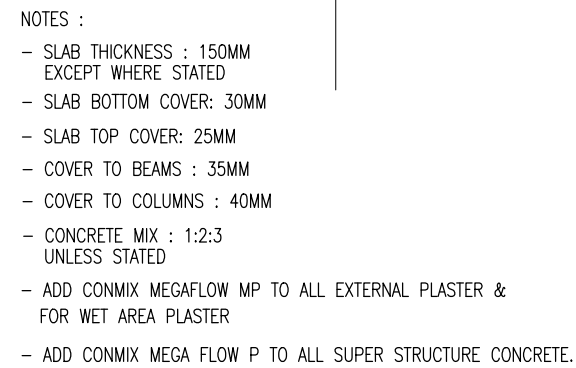 NOTES :
– SLAB THICKNESS : 150MM
EXCEPT WHERE STATED
– SLAB BOTTOM COVER: 30MM
– SLAB TOP COVER: 25MM
– COVER TO BEAMS : 35MM
– COVER TO COLUMNS : 40MM
– CONCRETE MIX : 1:2:3
UNLESS STATED
– ADD CONMIX MEGAFLOW MP TO ALL EXTERNAL PLASTER &
FOR WET AREA PLASTER
– ADD CONMIX MEGA FLOW P TO ALL SUPER STRUCTURE CONCRETE.